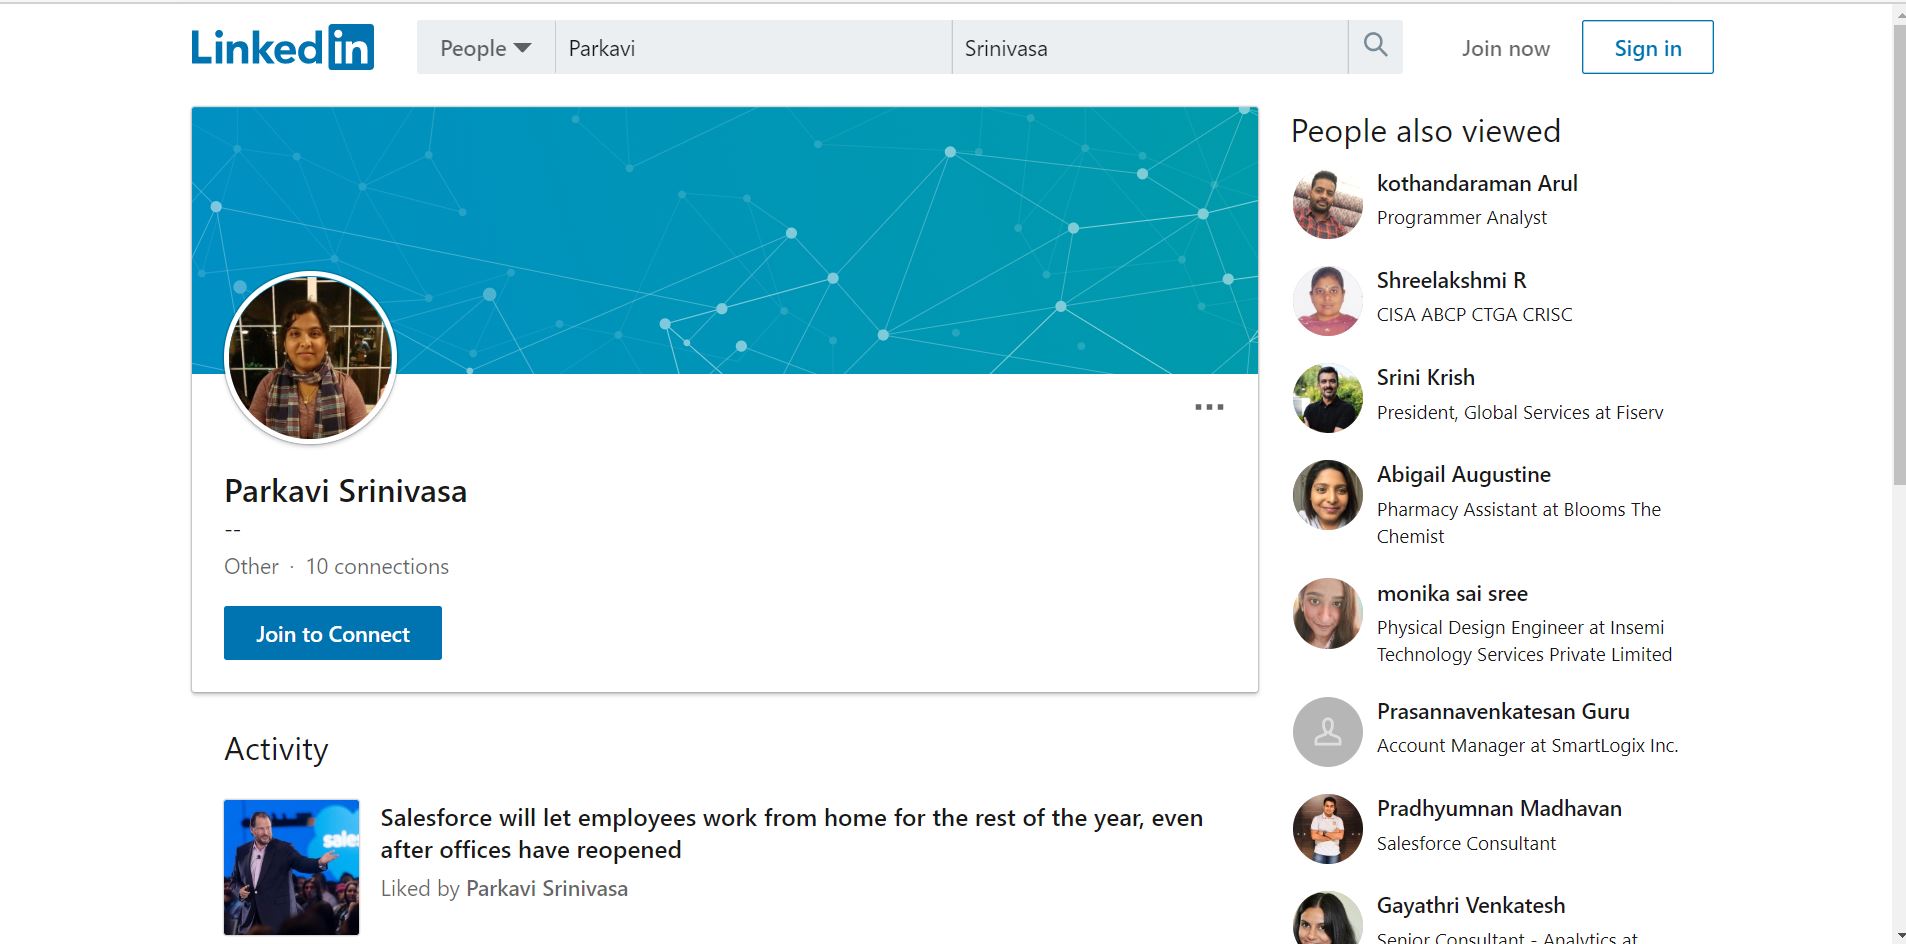 Linked in
People
Parkavi
Srinivasa
Join now
Sign in
Parkavi Srinivasa
--
Other · 10 connections
Join to Connect
Activity
Salesforce will let employees work from home for the rest of the year, even
after offices have reopened
Liked by Parkavi Srinivasa
People also viewed
kothandaraman Arul
Programmer Analyst
Shreelakshmi R
CISA ABCP CTGA CRISC
Srini Krish
President, Global Services at Fiserv
Abigail Augustine
Pharmacy Assistant at Blooms The
Chemist
monika sai sree
Physical Design Engineer at Insemi
Technology Services Private Limited
Prasannavenkatesan Guru
Account Manager at SmartLogix Inc.
Pradhyumnan Madhavan
Salesforce Consultant
Gayathri Venkatesh
Senior Consultant - Analytics at